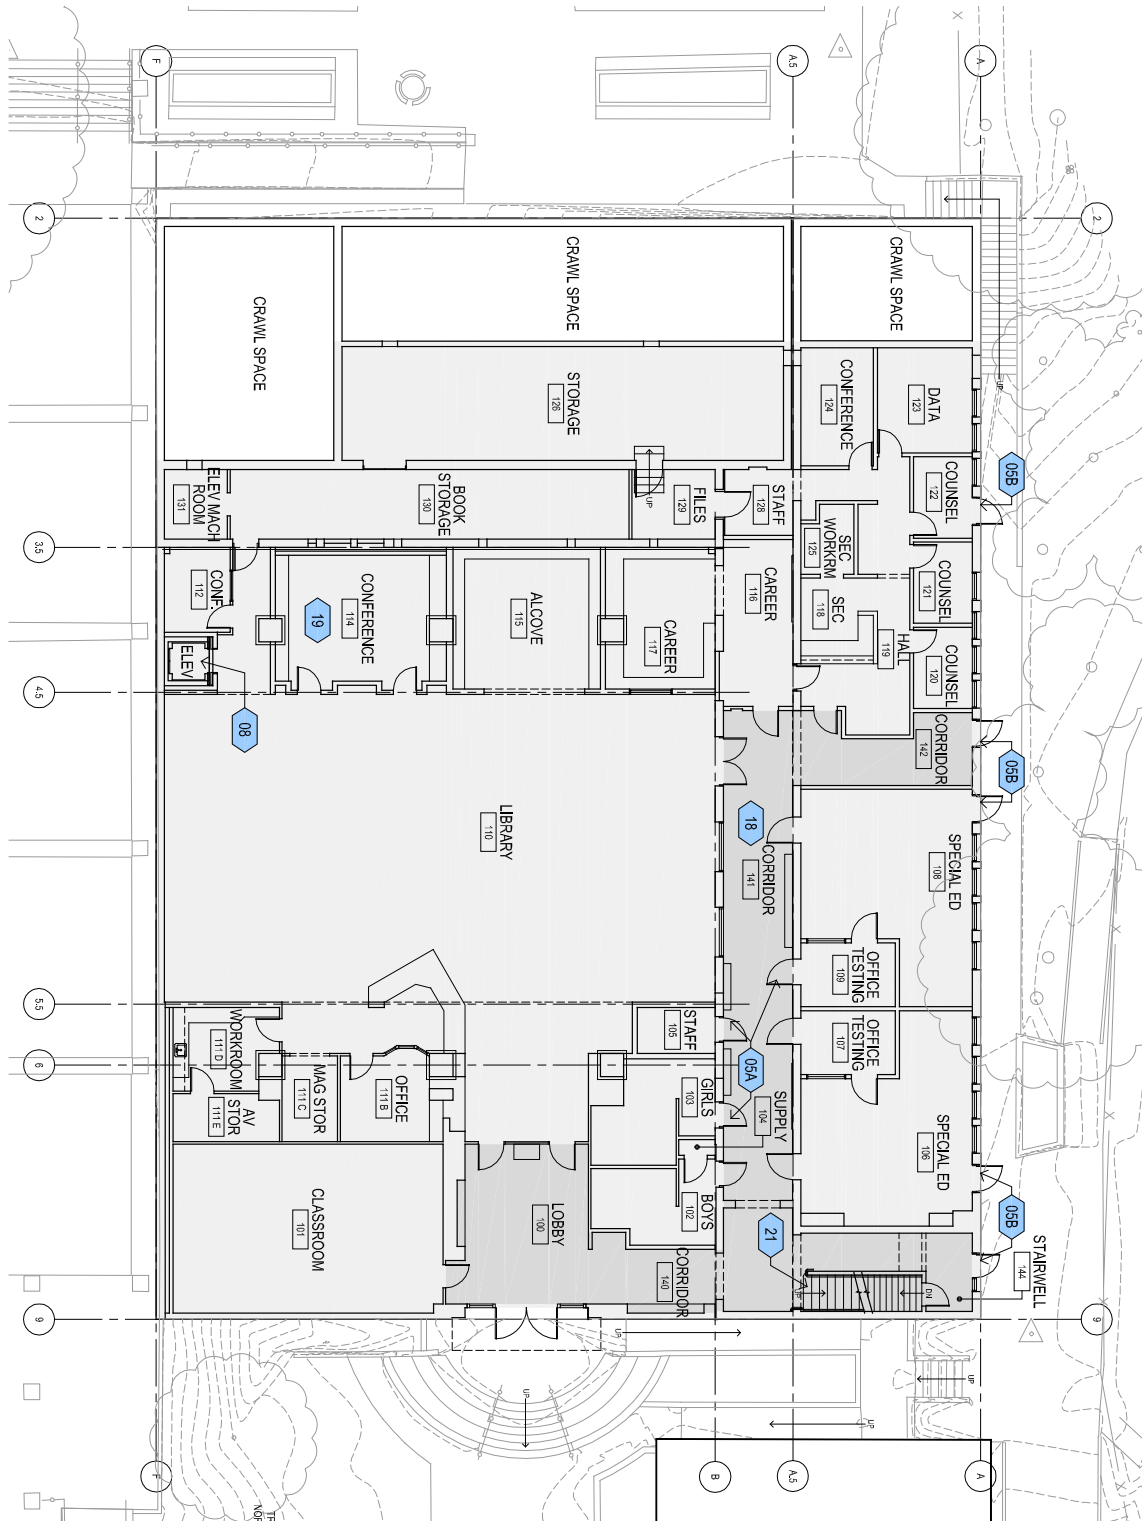 F
A.5
A
2
2
CRAWL SPACE
CRAWL SPACE
CRAWL SPACE
UP
STORAGE
126
CONFERENCE
124
DATA
123
05B
COUNSEL
122
ELEV MACH
ROOM
131
BOOK
STORAGE
130
UP
FILES
129
STAFF
128
SEC
WORKRM
125
3.5
CONF.
112
CONFERENCE
114
19
ALCOVE
115
CAREER
117
CAREER
116
SEC
118
HALL
119
COUNSEL
121
COUNSEL
120
ELEV
4.5
08
CORRIDOR
142
05B
LIBRARY
110
18
CORRIDOR
141
SPECIAL ED
108
OFFICE
TESTING
109
5.5
WORKROOM
111 D
STAFF
105
OFFICE
TESTING
107
6
05A
MAG STOR
111 C
OFFICE
111 B
GIRLS
103
SUPPLY
104
AV
STOR
111 E
SPECIAL ED
106
CLASSROOM
101
LOBBY
100
BOYS
102
21
05B
CORRIDOR
140
UP
DN
STAIRWELL
144
9
9
UP
UP
UP
UP
F
B
A.5
A